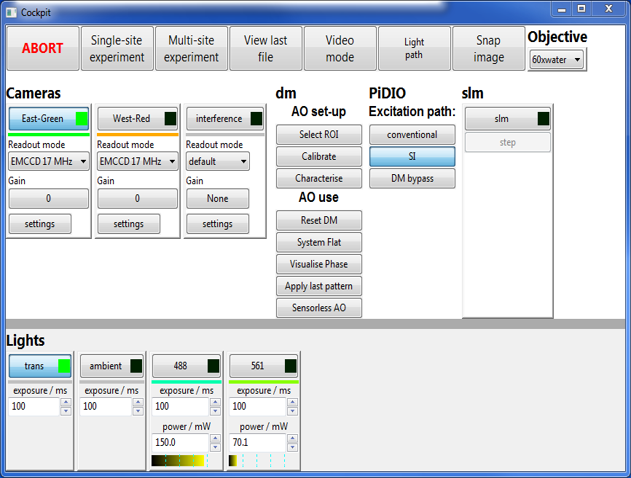 Cockpit
ABORT
Single-site experiment
Multi-site experiment
View last file
Video mode
Light path
Snap image
Objective
60xwater
Cameras
East-Green
West-Red
interference
Readout mode
Readout mode
Readout mode
EMCCD 17 MHz
EMCCD 17 MHz
default
Gain
Gain
Gain
0
0
None
settings
settings
settings
dm
AO set-up
Select ROI
Calibrate
Characterise
AO use
Reset DM
System Flat
Visualise Phase
Apply last pattern
Sensorless AO
PiDIO
Excitation path:
conventional
SI
DM bypass
slm
slm
step
Lights
trans
ambient
488
561
exposure / ms
exposure / ms
exposure / ms
exposure / ms
100
100
100
100
power / mW
power / mW
150.0
70.1